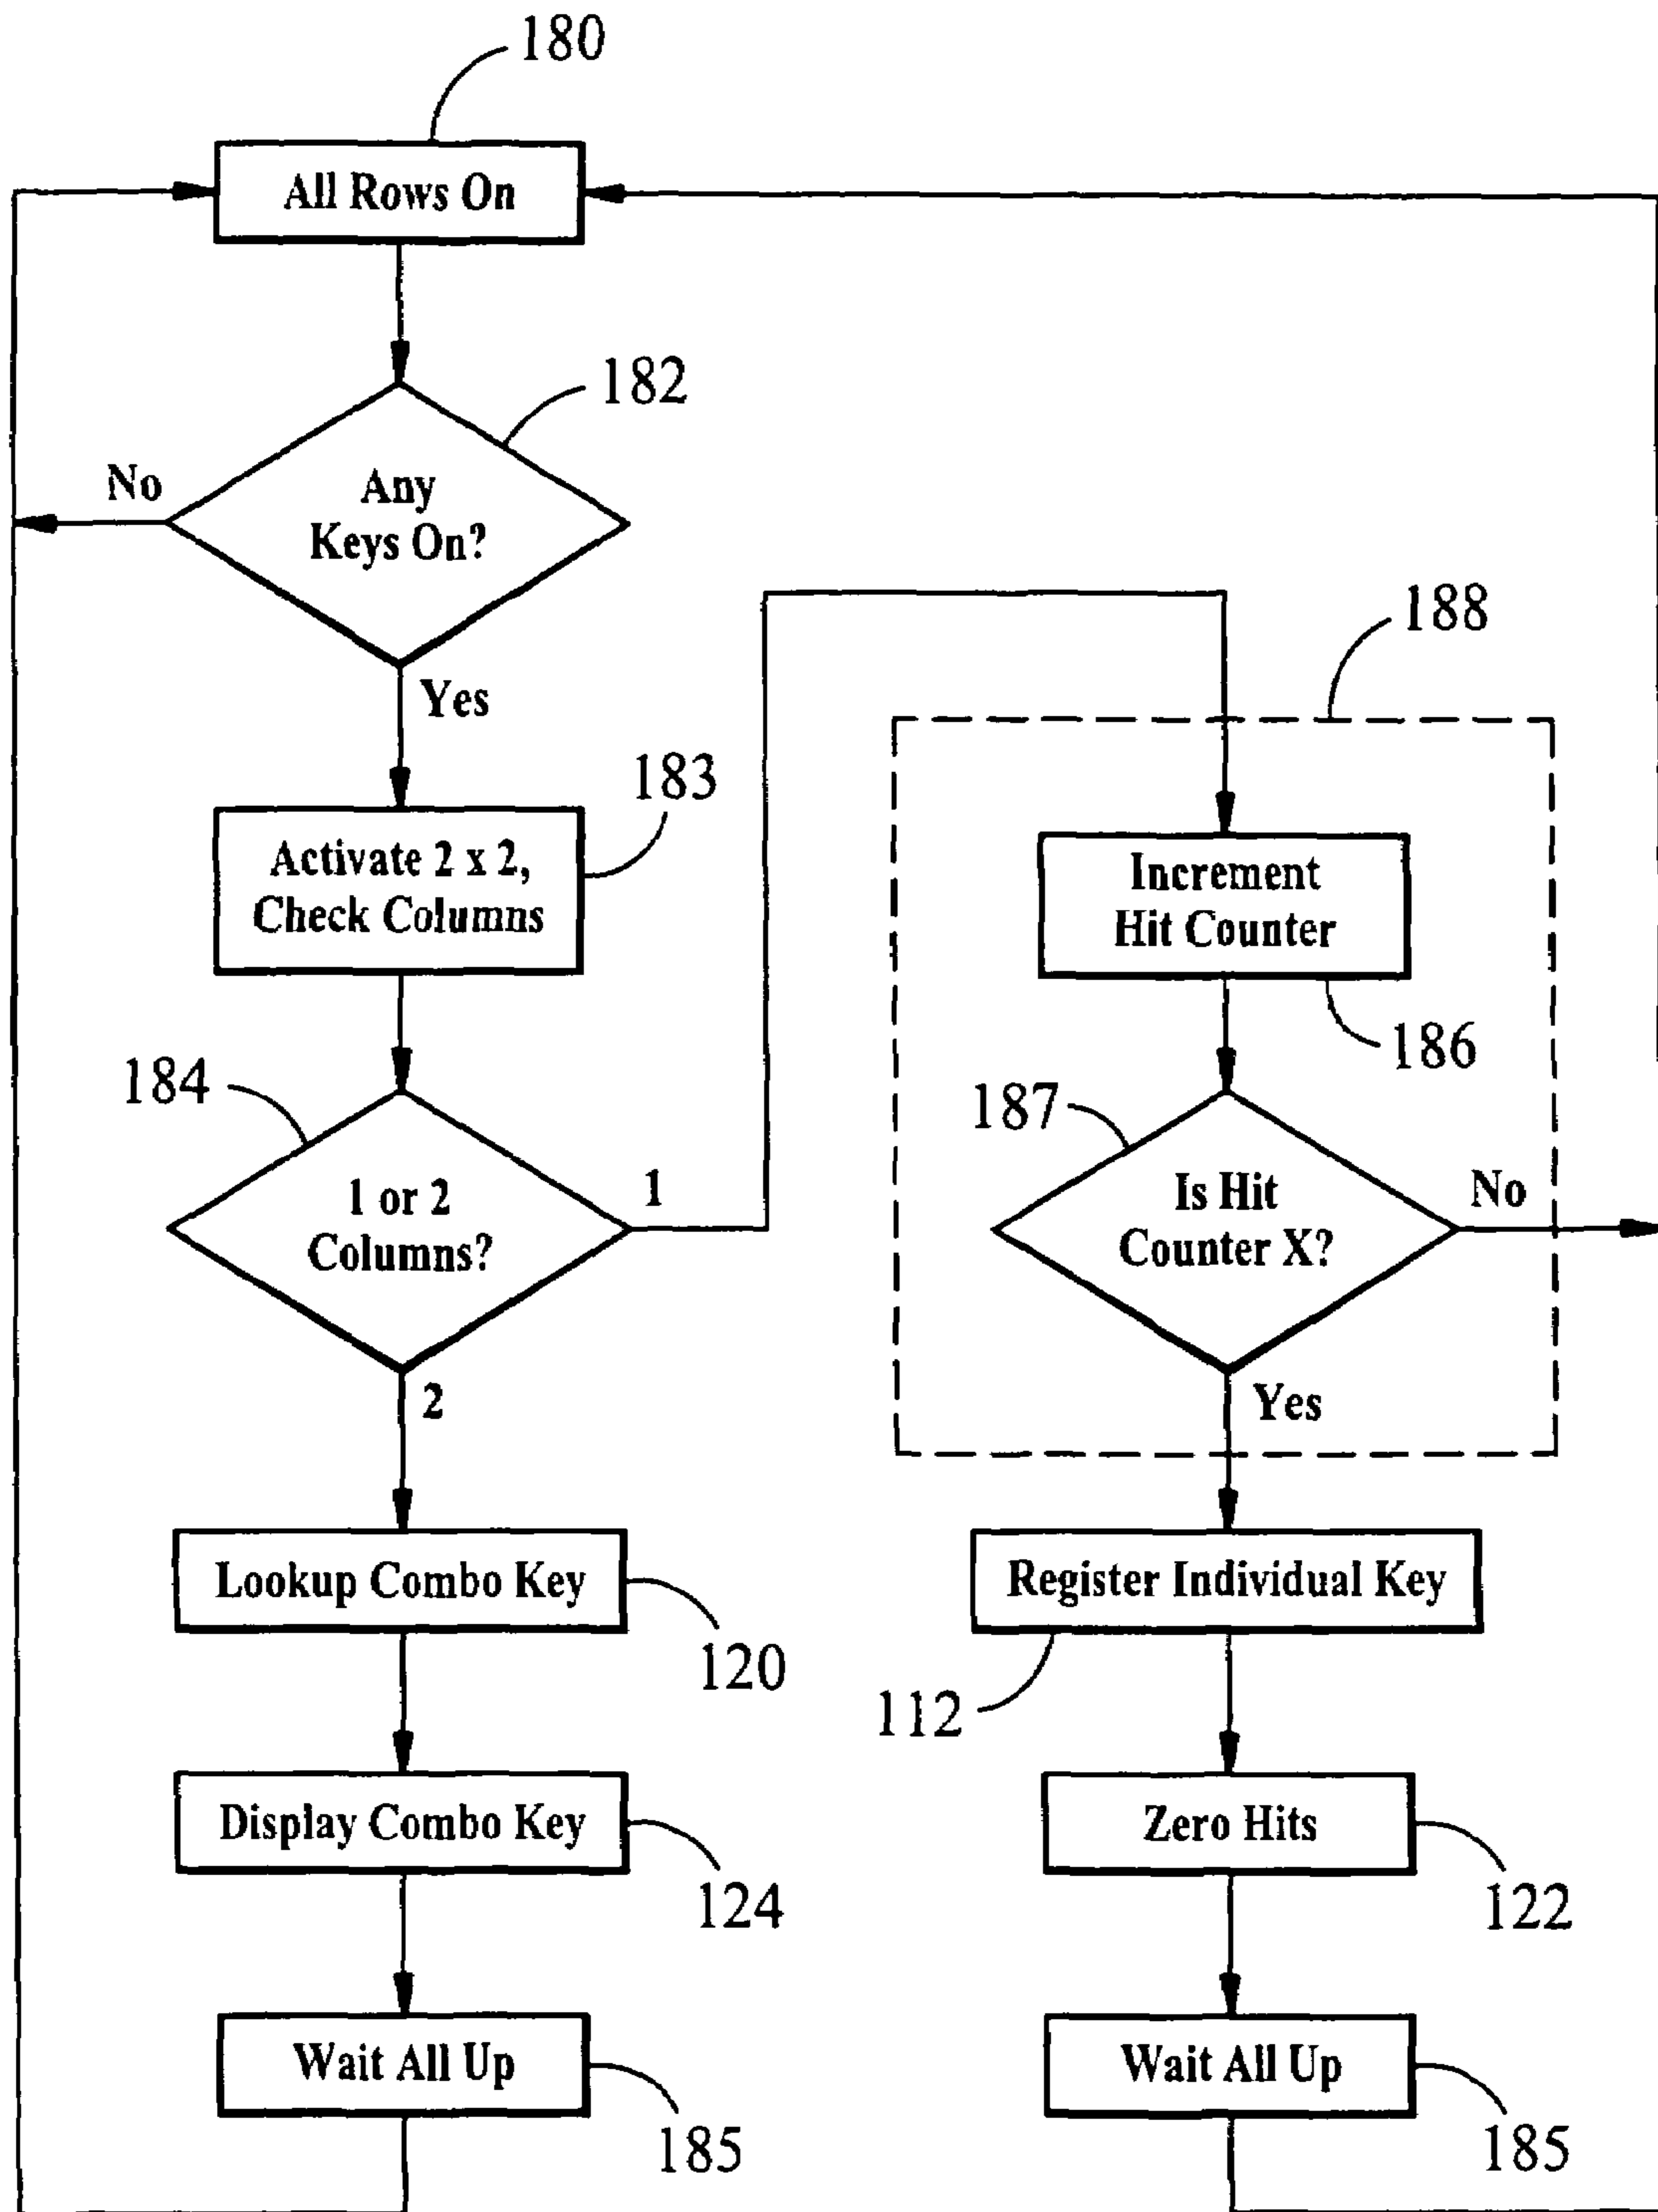 180
All Rows On
182
No
Any
Keys On?
Yes
183
Activate 2 x 2,
Check Columns
184
1 or 2
Columns?
1
2
Lookup Combo Key
120
Display Combo Key
124
Wait All Up
185
188
Increment
Hit Counter
186
187
Is Hit
Counter X?
No
Yes
Register Individual Key
112
Zero Hits
122
Wait All Up
185